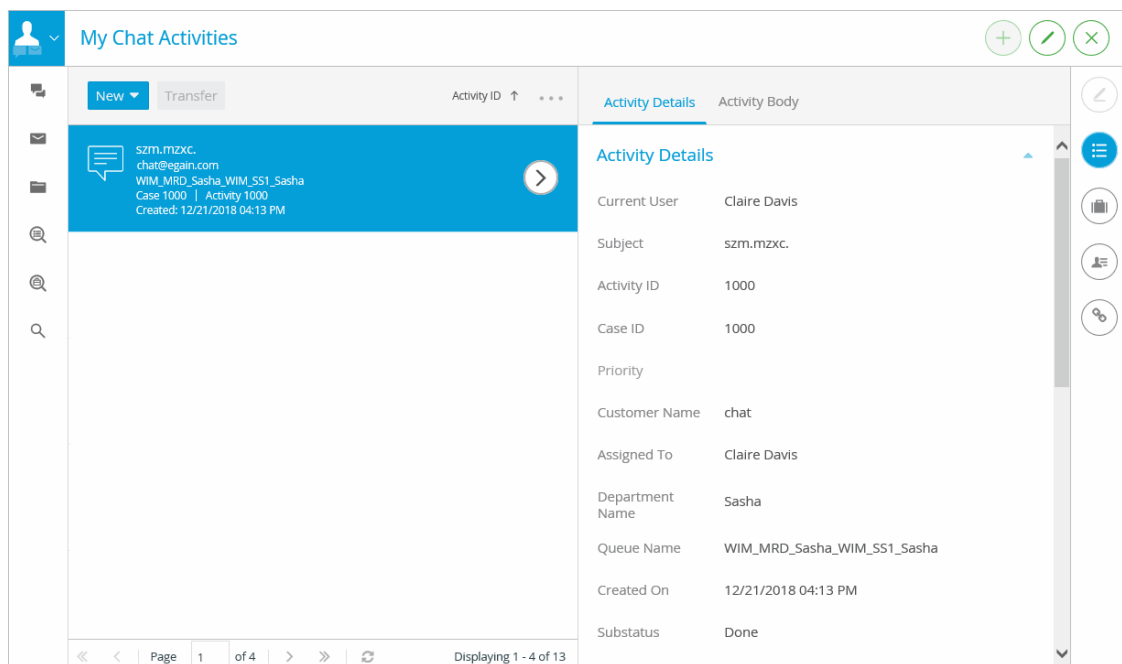 My Chat Activities
New
Transfer
Activity ID ↑
szm.mzxc.
chat@egain.com
WIM_MRD_Sasha_WIM_SS1_Sasha
Case 1000 | Activity 1000
Created: 12/21/2018 04:13 PM
Page 1 of 4
Displaying 1 - 4 of 13
Activity Details Activity Body
Activity Details
Current User Claire Davis
Subject szm.mzxc.
Activity ID 1000
Case ID 1000
Priority
Customer Name chat
Assigned To Claire Davis
Department
Name Sasha
Queue Name WIM_MRD_Sasha_WIM_SS1_Sasha
Created On 12/21/2018 04:13 PM
Substatus Done